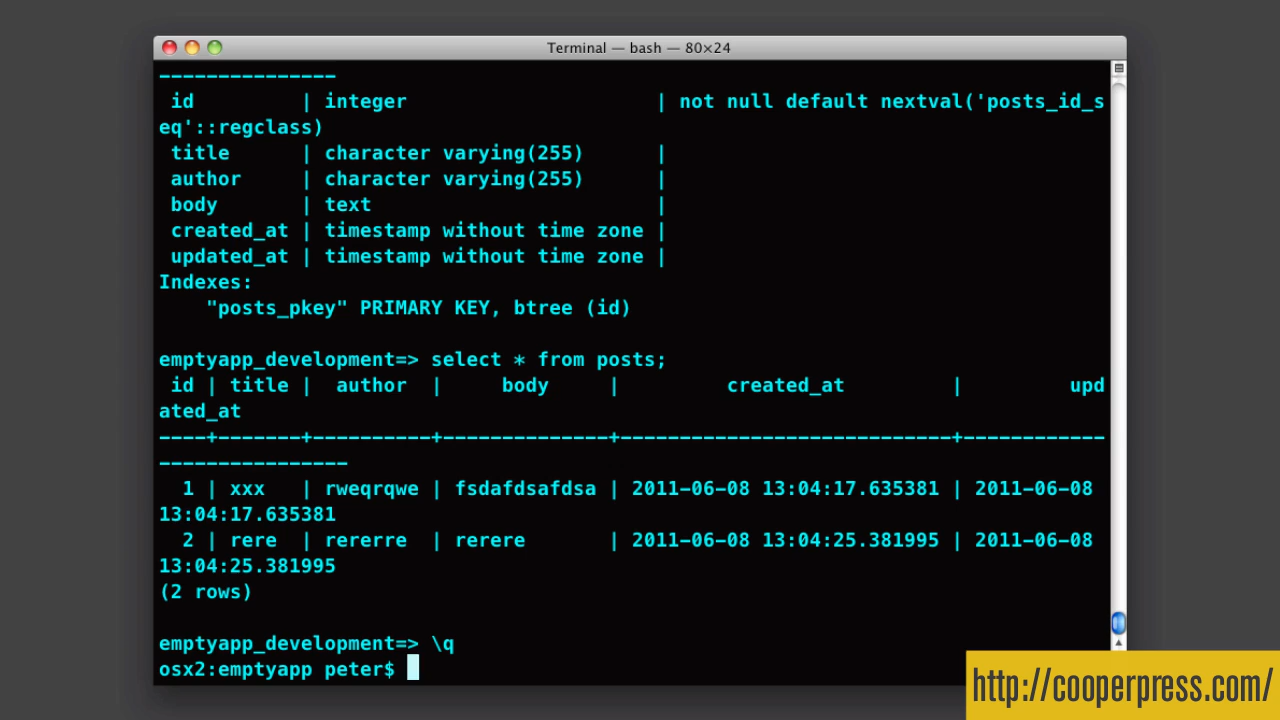 Terminal — bash — 80×24
---------------
 id         | integer                     | not null default nextval('posts_id_s
eq'::regclass)
 title      | character varying(255)      |
 author     | character varying(255)      |
 body       | text                        |
 created_at | timestamp without time zone |
 updated_at | timestamp without time zone |
Indexes:
    "posts_pkey" PRIMARY KEY, btree (id)
emptyapp_development=> select * from posts;
 id | title |  author  |     body     |         created_at         |         upd
ated_at
----+-------+----------+--------------+----------------------------+------------
----------------
  1 | xxx   | rweqrqwe | fsdafdsafdsa | 2011-06-08 13:04:17.635381 | 2011-06-08
13:04:17.635381
  2 | rere  | rererre  | rerere       | 2011-06-08 13:04:25.381995 | 2011-06-08
13:04:25.381995
(2 rows)
emptyapp_development=> \q
osx2:emptyapp peter$
http://cooperpress.com/